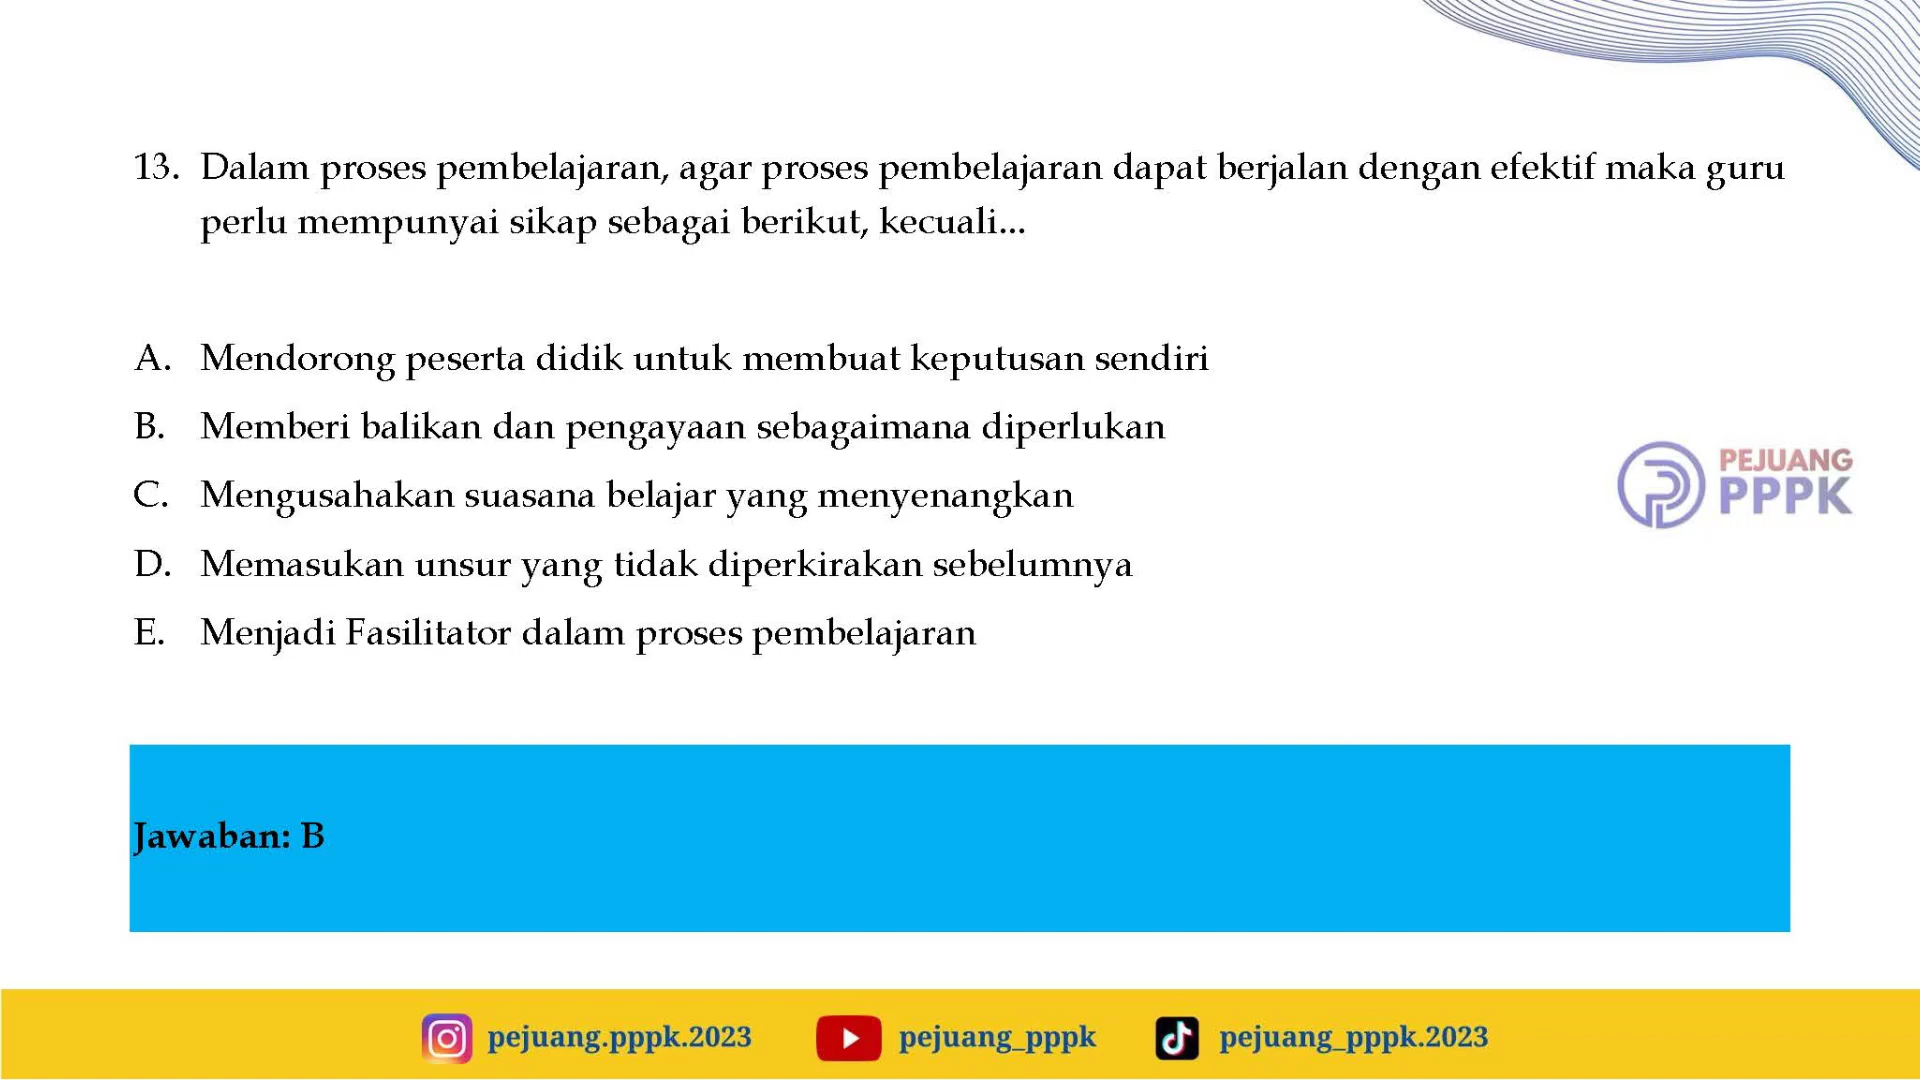 13. Dalam proses pembelajaran, agar proses pembelajaran dapat berjalan dengan efektif maka guru
perlu mempunyai sikap sebagai berikut, kecuali...
A. Mendorong peserta didik untuk membuat keputusan sendiri
B. Memberi balikan dan pengayaan sebagaimana diperlukan
C. Mengusahakan suasana belajar yang menyenangkan
D. Memasukan unsur yang tidak diperkirakan sebelumnya
E. Menjadi Fasilitator dalam proses pembelajaran
PEJUANG
PPPK
Jawaban: B
pejuang.pppk.2023 pejuang_pppk pejuang_pppk.2023